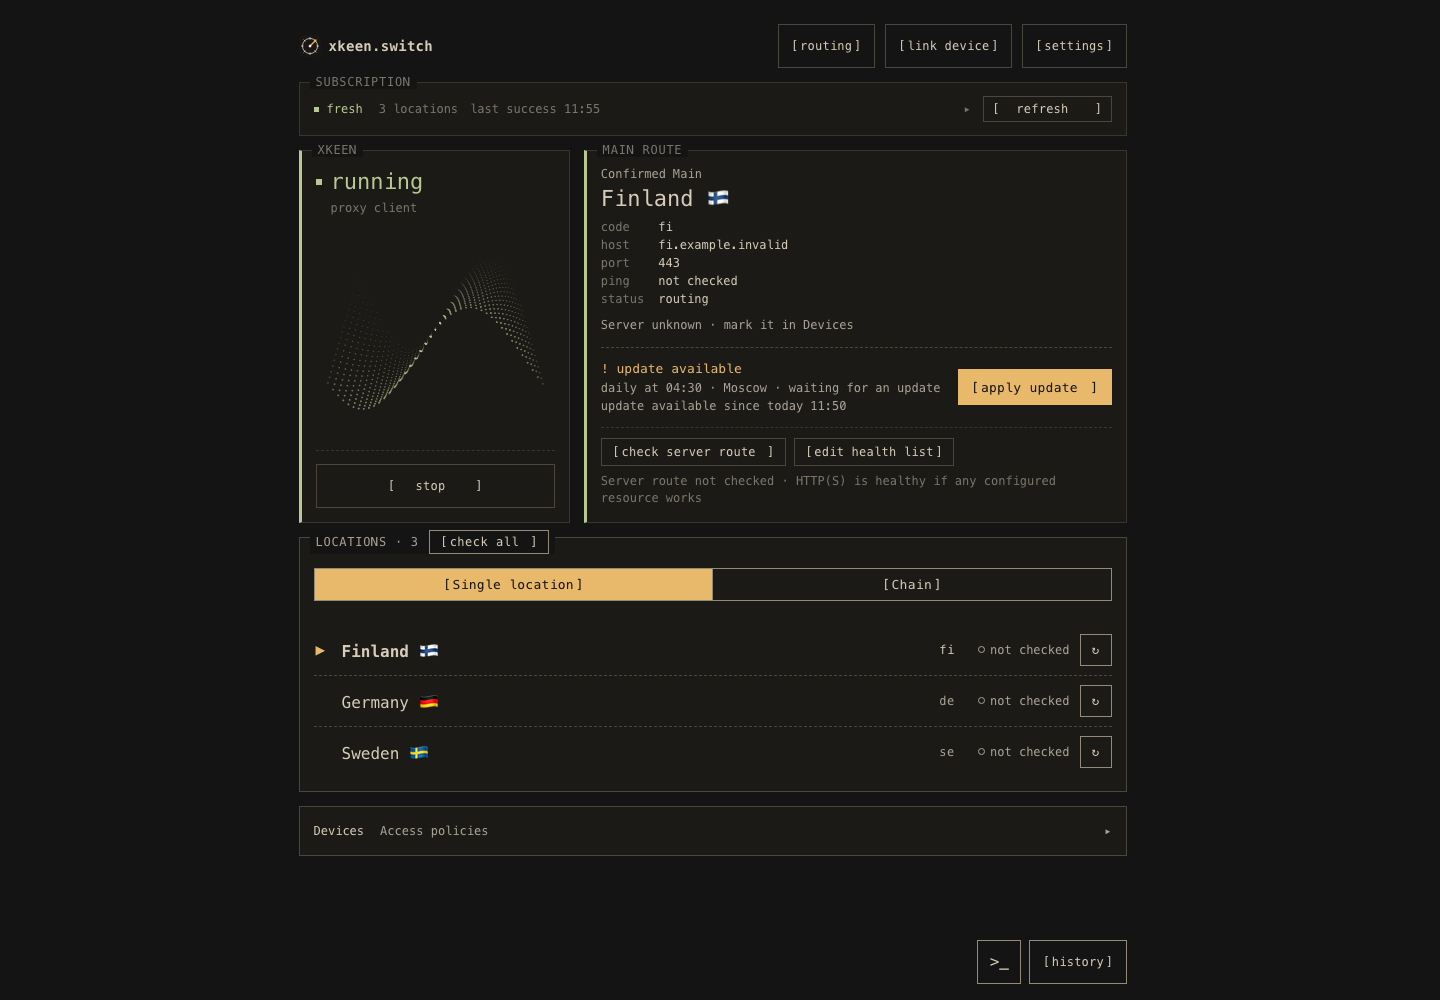 xkeen.switch
[routing] [link device] [settings]
SUBSCRIPTION
fresh 3 locations last success 11:55 ▸ [ refresh ]
XKEEN
running
proxy client
[ stop ]
MAIN ROUTE
Confirmed Main
Finland 🇫🇮
code fi
host fi.example.invalid
port 443
ping not checked
status routing
Server unknown · mark it in Devices
! update available
daily at 04:30 · Moscow · waiting for an update
update available since today 11:50
[apply update ]
[check server route ] [edit health list]
Server route not checked · HTTP(S) is healthy if any configured
resource works
LOCATIONS · 3 [check all ]
[Single location] [Chain]
▶ Finland 🇫🇮 fi ○ not checked ↻
Germany 🇩🇪 de ○ not checked ↻
Sweden 🇸🇪 se ○ not checked ↻
Devices Access policies ▸
>_ [history]